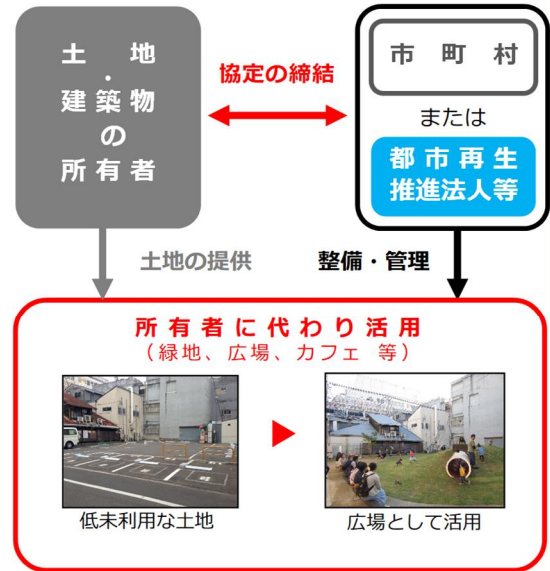 土地
・
建築物
の
所有者
協定の締結
市町村
または
都市再生
推進法人等
土地の提供
整備・管理
所有者に代わり活用
（緑地、広場、カフェ 等）
低未利用な土地
広場として活用